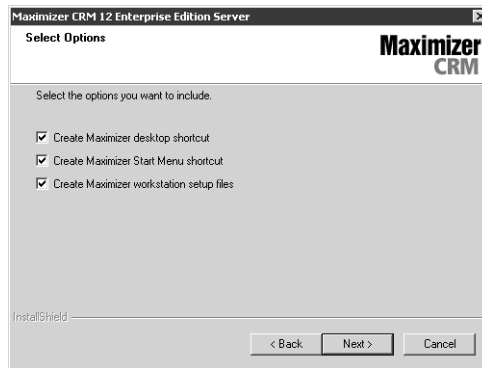 Maximizer CRM 12 Enterprise Edition Server
Select Options
Maximizer
CRM
Select the options you want to include.
Create Maximizer desktop shortcut
Create Maximizer Start Menu shortcut
Create Maximizer workstation setup files
InstallShield
< Back Next > Cancel